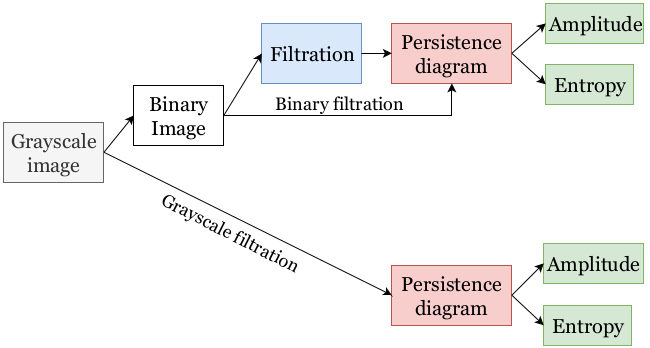 Amplitude
Filtration
Persistence
diagram
Entropy
Binary
Image
Binary filtration
Grayscale
image
Grayscale filtration
Persistence
diagram
Amplitude
Entropy